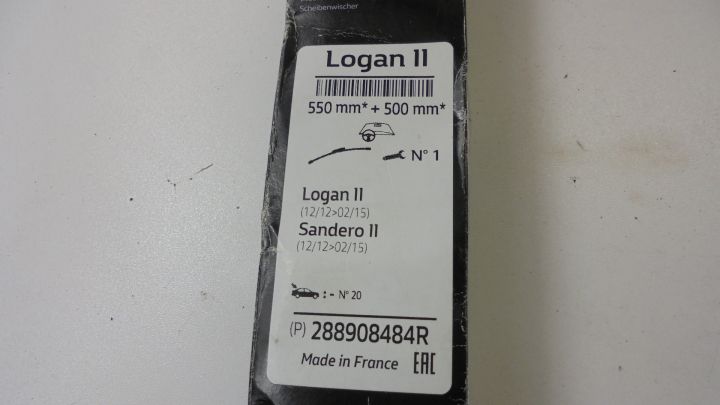 Scheibenwischer
Logan II
550 mm* + 500 mm*
N° 1
Logan II
(12/12>02/15)
Sandero II
(12/12>02/15)
: - N° 20
(P) 288908484R
Made in France EAC